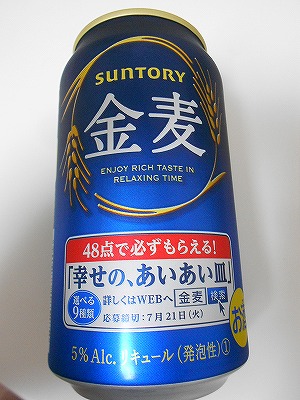 SUNTORY
金麦
ENJOY RICH TASTE IN
RELAXING TIME
48点で必ずもらえる!
「幸せの、あいあい皿」
選べる
9種類
詳しくはWEBへ 金麦 検索
応募締切:7月21日(火)
お酒
5% Alc. リキュール(発泡性)①